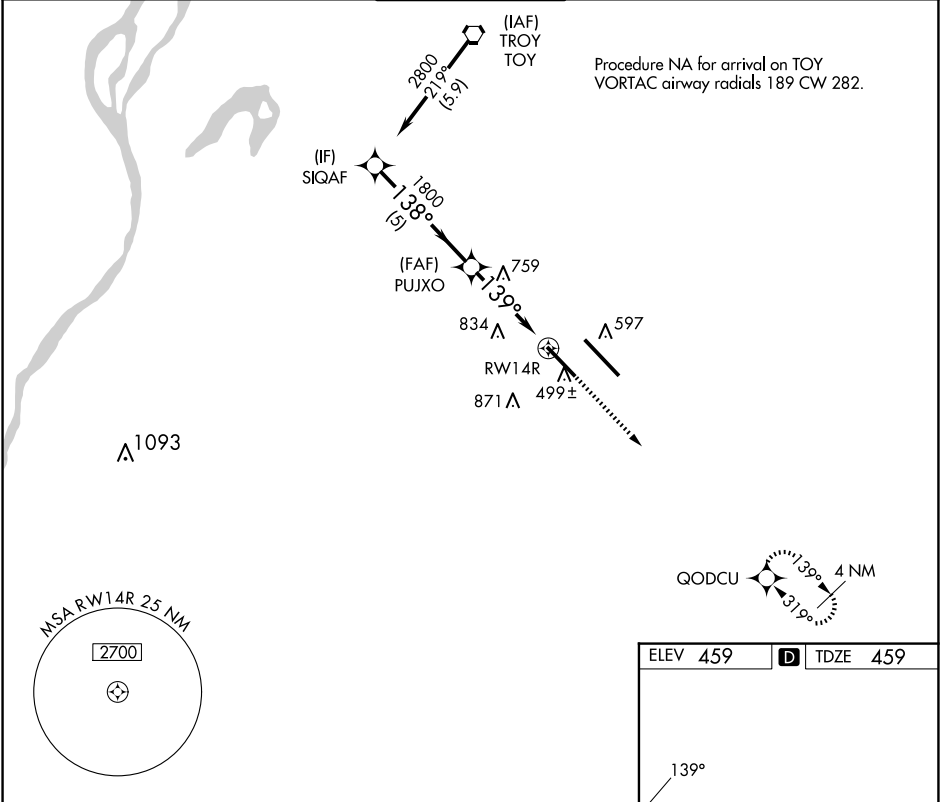 (IAF)
TROY
TOY
Procedure NA for arrival on TOY
VORTAC airway radials 189 CW 282.
2800
219°
(5.9)
(IF)
SIQAF
1800
138°
(5)
(FAF)
PUJXO
759
139°
834
597
RW14R
499±
871
1093
QODCU
139°
4 NM
319°
MSA RW14R 25 NM
2700
ELEV 459
D
TDZE 459
139°